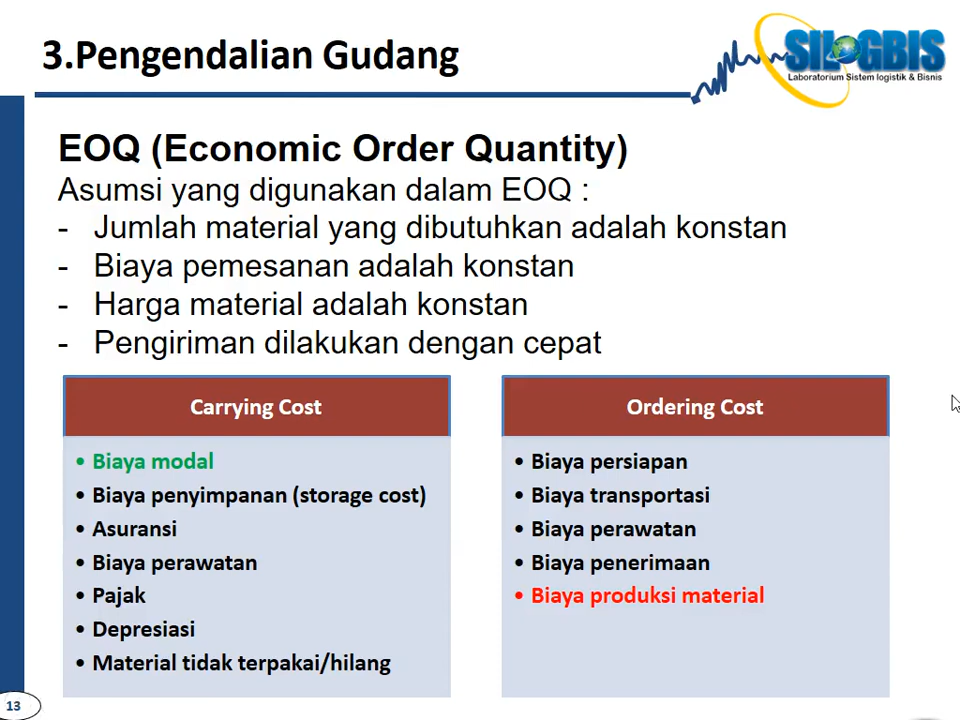 3.Pengendalian Gudang
SILOGBIS
Laboratorium Sistem logistik & Bisnis
EOQ (Economic Order Quantity)
Asumsi yang digunakan dalam EOQ :
- Jumlah material yang dibutuhkan adalah konstan
- Biaya pemesanan adalah konstan
- Harga material adalah konstan
- Pengiriman dilakukan dengan cepat
Carrying Cost
• Biaya modal
• Biaya penyimpanan (storage cost)
• Asuransi
• Biaya perawatan
• Pajak
• Depresiasi
• Material tidak terpakai/hilang
Ordering Cost
• Biaya persiapan
• Biaya transportasi
• Biaya perawatan
• Biaya penerimaan
• Biaya produksi material
13